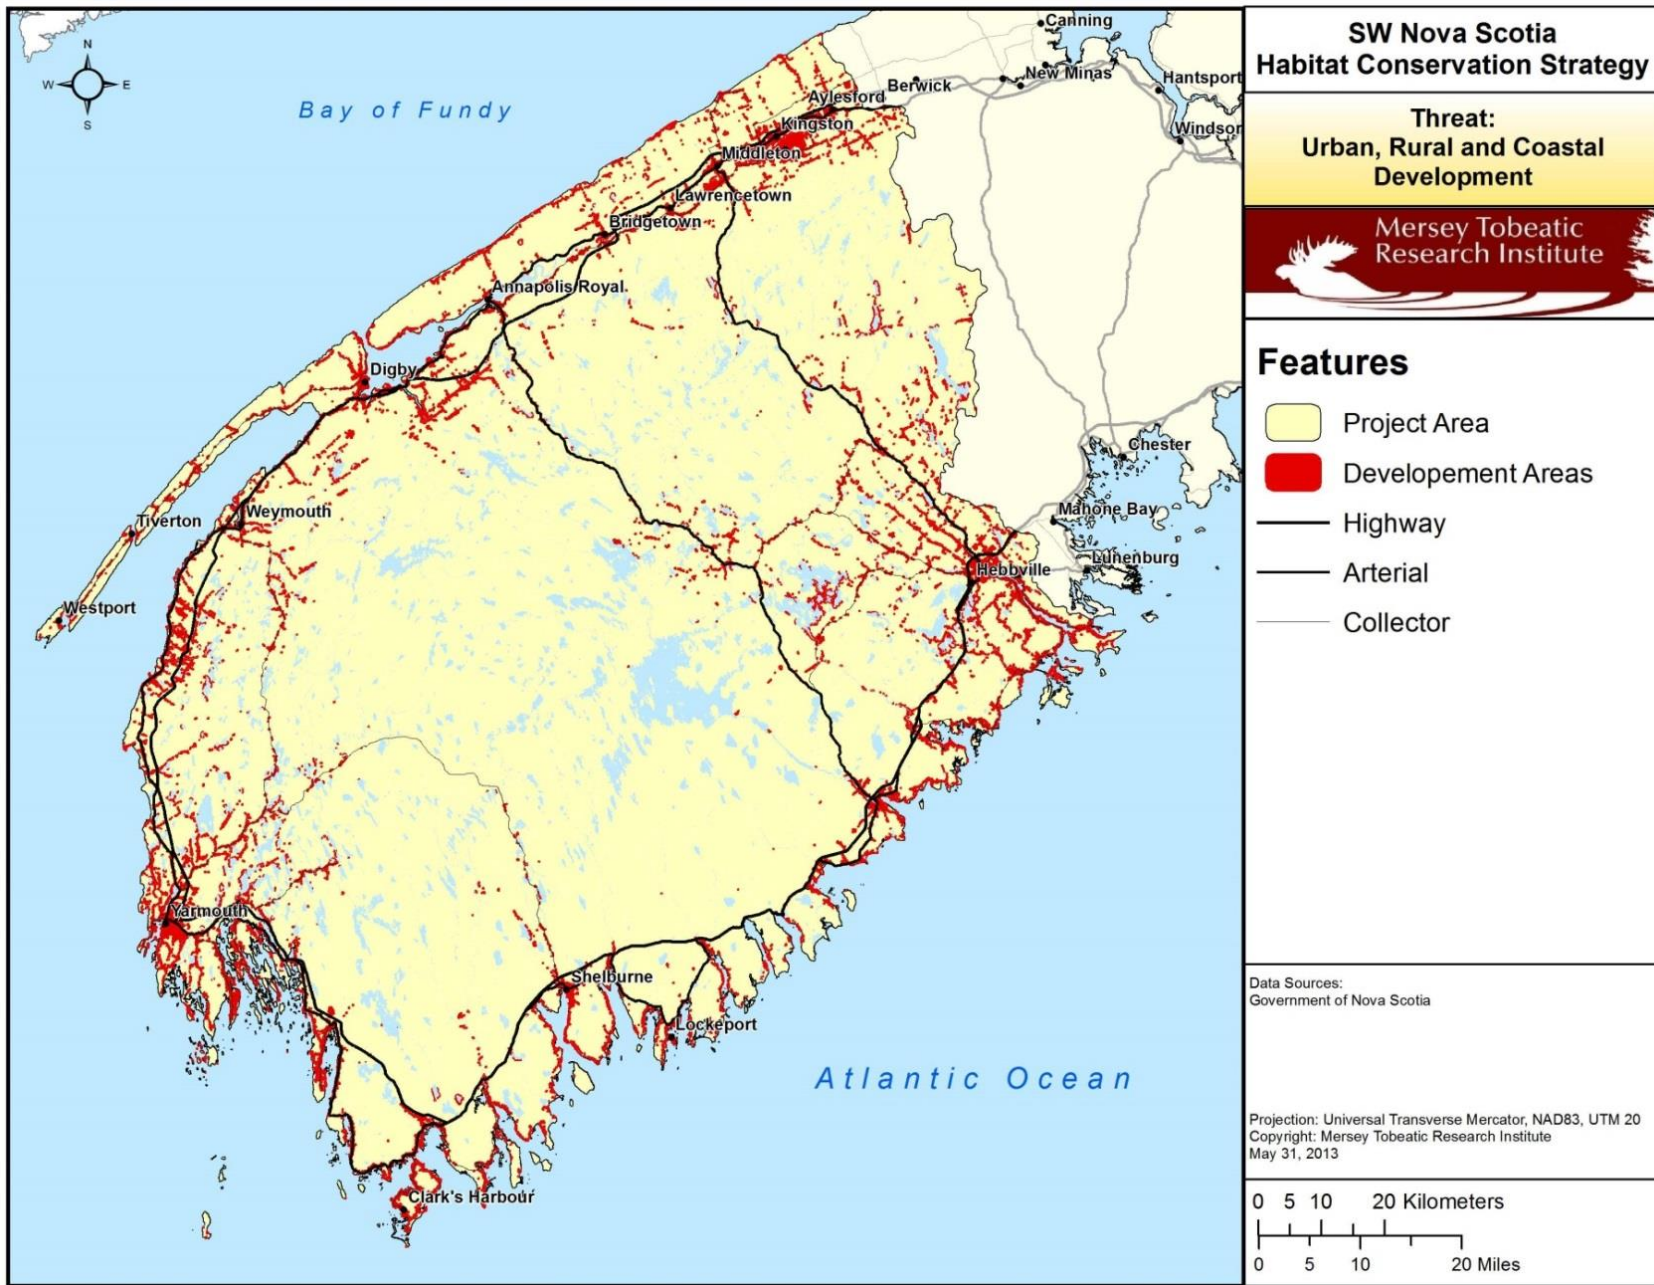 N
W
E
S
Bay of Fundy
Canning
Berwick
New Minas
Hantsport
Aylesford
Kingston
Windsor
Middleton
Lawrencetown
Bridgetown
Annapolis Royal
Digby
Chester
Weymouth
Tiverton
Mahone Bay
Lunenburg
Hebbville
Westport
Yarmouth
Shelburne
Lockeport
Atlantic Ocean
Clark's Harbour
SW Nova Scotia
Habitat Conservation Strategy
Threat:
Urban, Rural and Coastal
Development
Mersey Tobeatic
Research Institute
Features
Project Area
Developement Areas
Highway
Arterial
Collector
Data Sources:
Government of Nova Scotia
Projection: Universal Transverse Mercator, NAD83, UTM 20
Copyright: Mersey Tobeatic Research Institute
May 31, 2013
0 5 10 20 Kilometers
0 5 10 20 Miles